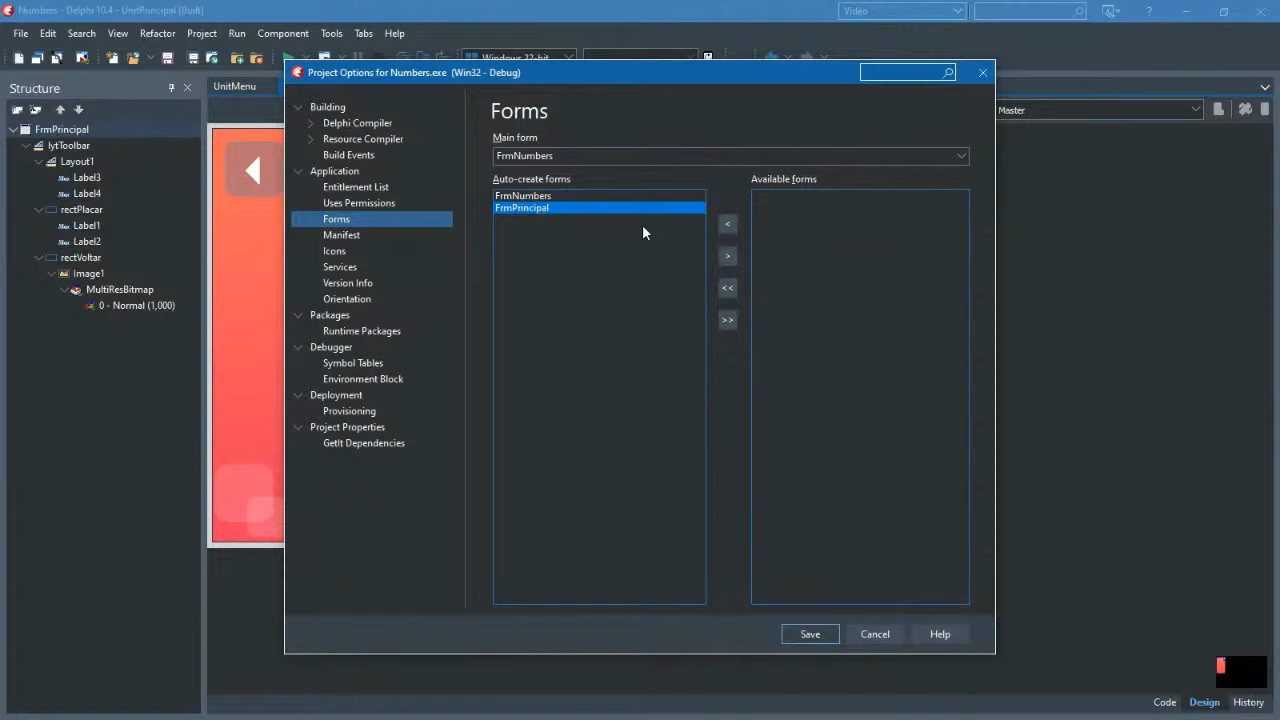 Numbers - Delphi 10.4 - UnitPrincipal [Built]
Video
?
File Edit Search View Refactor Project Run Component Tools Tabs Help
Windows 32-bit
Structure
FrmPrincipal
lytToolbar
Layout1
Label3
Label4
rectPlacar
Label1
Label2
rectVoltar
Image1
MultiResBitmap
0 - Normal (1,000)
UnitMenu
Master
Project Options for Numbers.exe (Win32 - Debug)
Building
Delphi Compiler
Resource Compiler
Build Events
Application
Entitlement List
Uses Permissions
Forms
Manifest
Icons
Services
Version Info
Orientation
Packages
Runtime Packages
Debugger
Symbol Tables
Environment Block
Deployment
Provisioning
Project Properties
GetIt Dependencies
Forms
Main form
FrmNumbers
Auto-create forms
FrmNumbers
FrmPrincipal
<
>
<<
>>
Available forms
Save Cancel Help
Code Design History